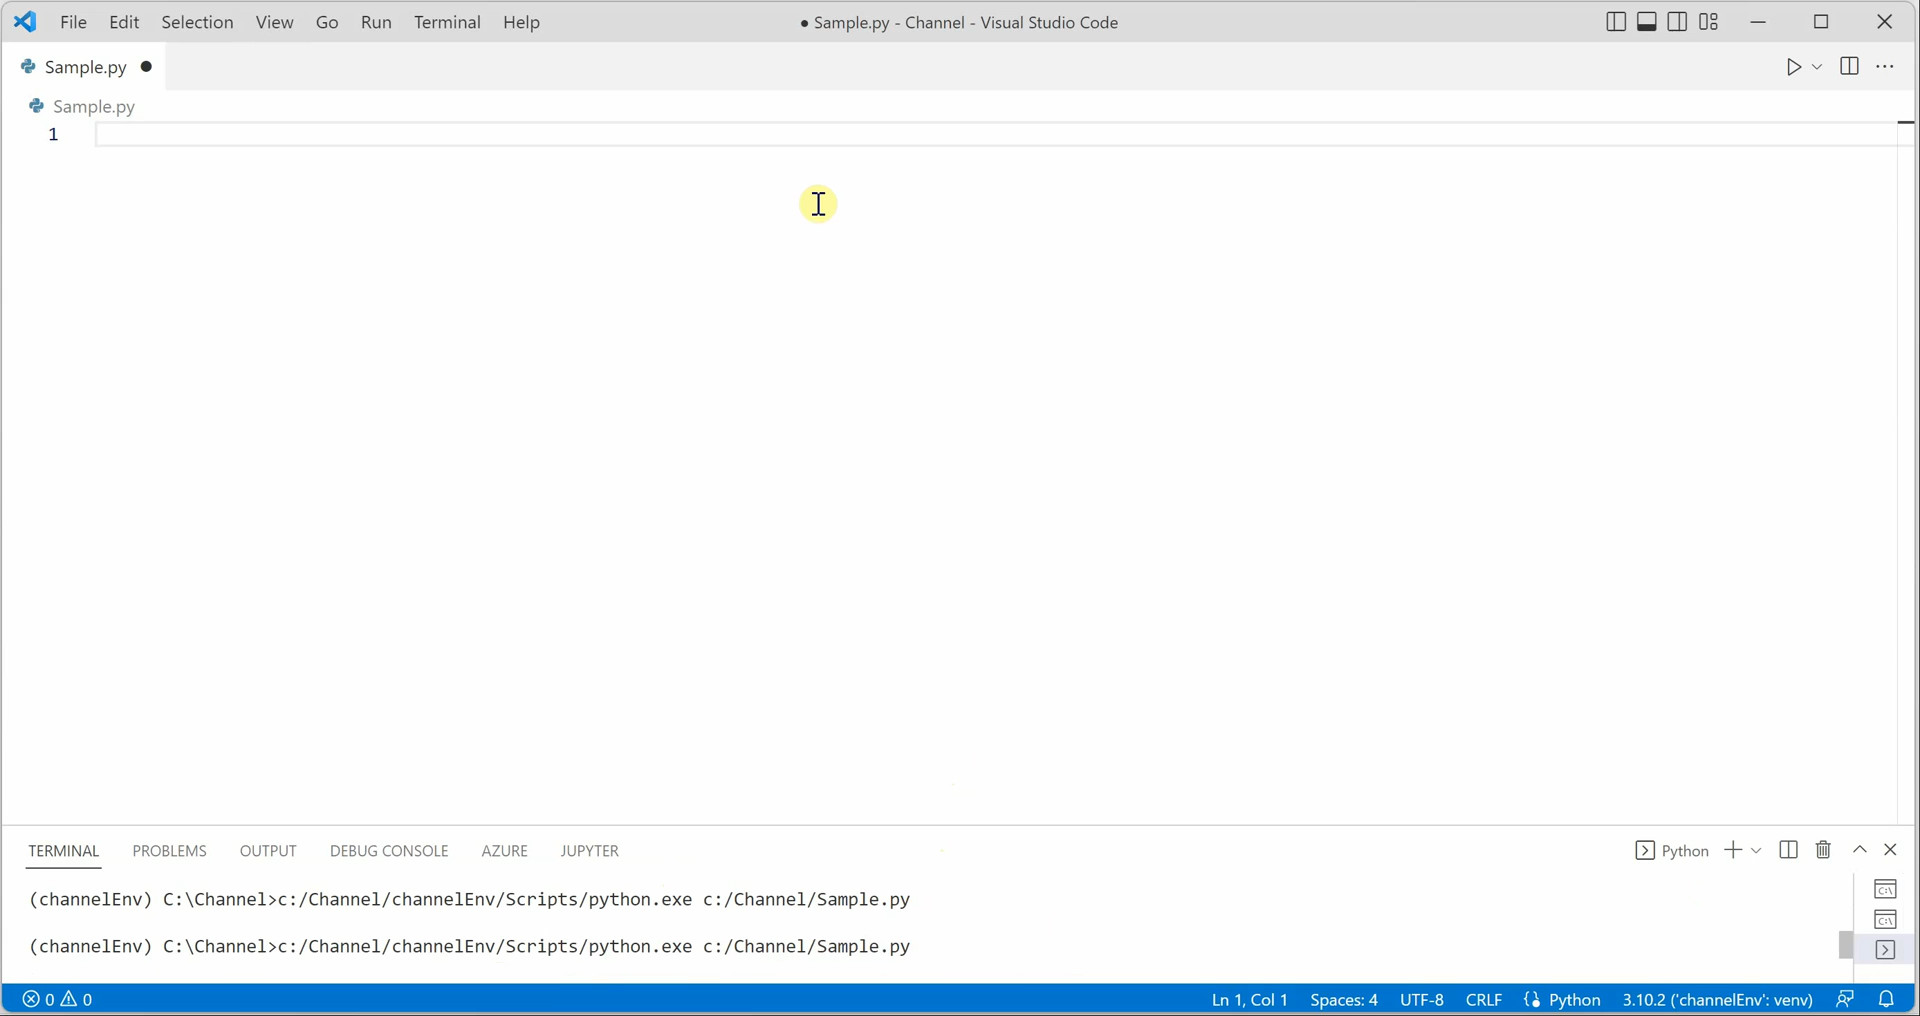 File Edit Selection View Go Run Terminal Help ● Sample.py - Channel - Visual Studio Code
Sample.py ●
Sample.py
1
TERMINAL PROBLEMS OUTPUT DEBUG CONSOLE AZURE JUPYTER Python
(channelEnv) C:\Channel>c:/Channel/channelEnv/Scripts/python.exe c:/Channel/Sample.py
(channelEnv) C:\Channel>c:/Channel/channelEnv/Scripts/python.exe c:/Channel/Sample.py
0 0 Ln 1, Col 1 Spaces: 4 UTF-8 CRLF Python 3.10.2 ('channelEnv': venv)